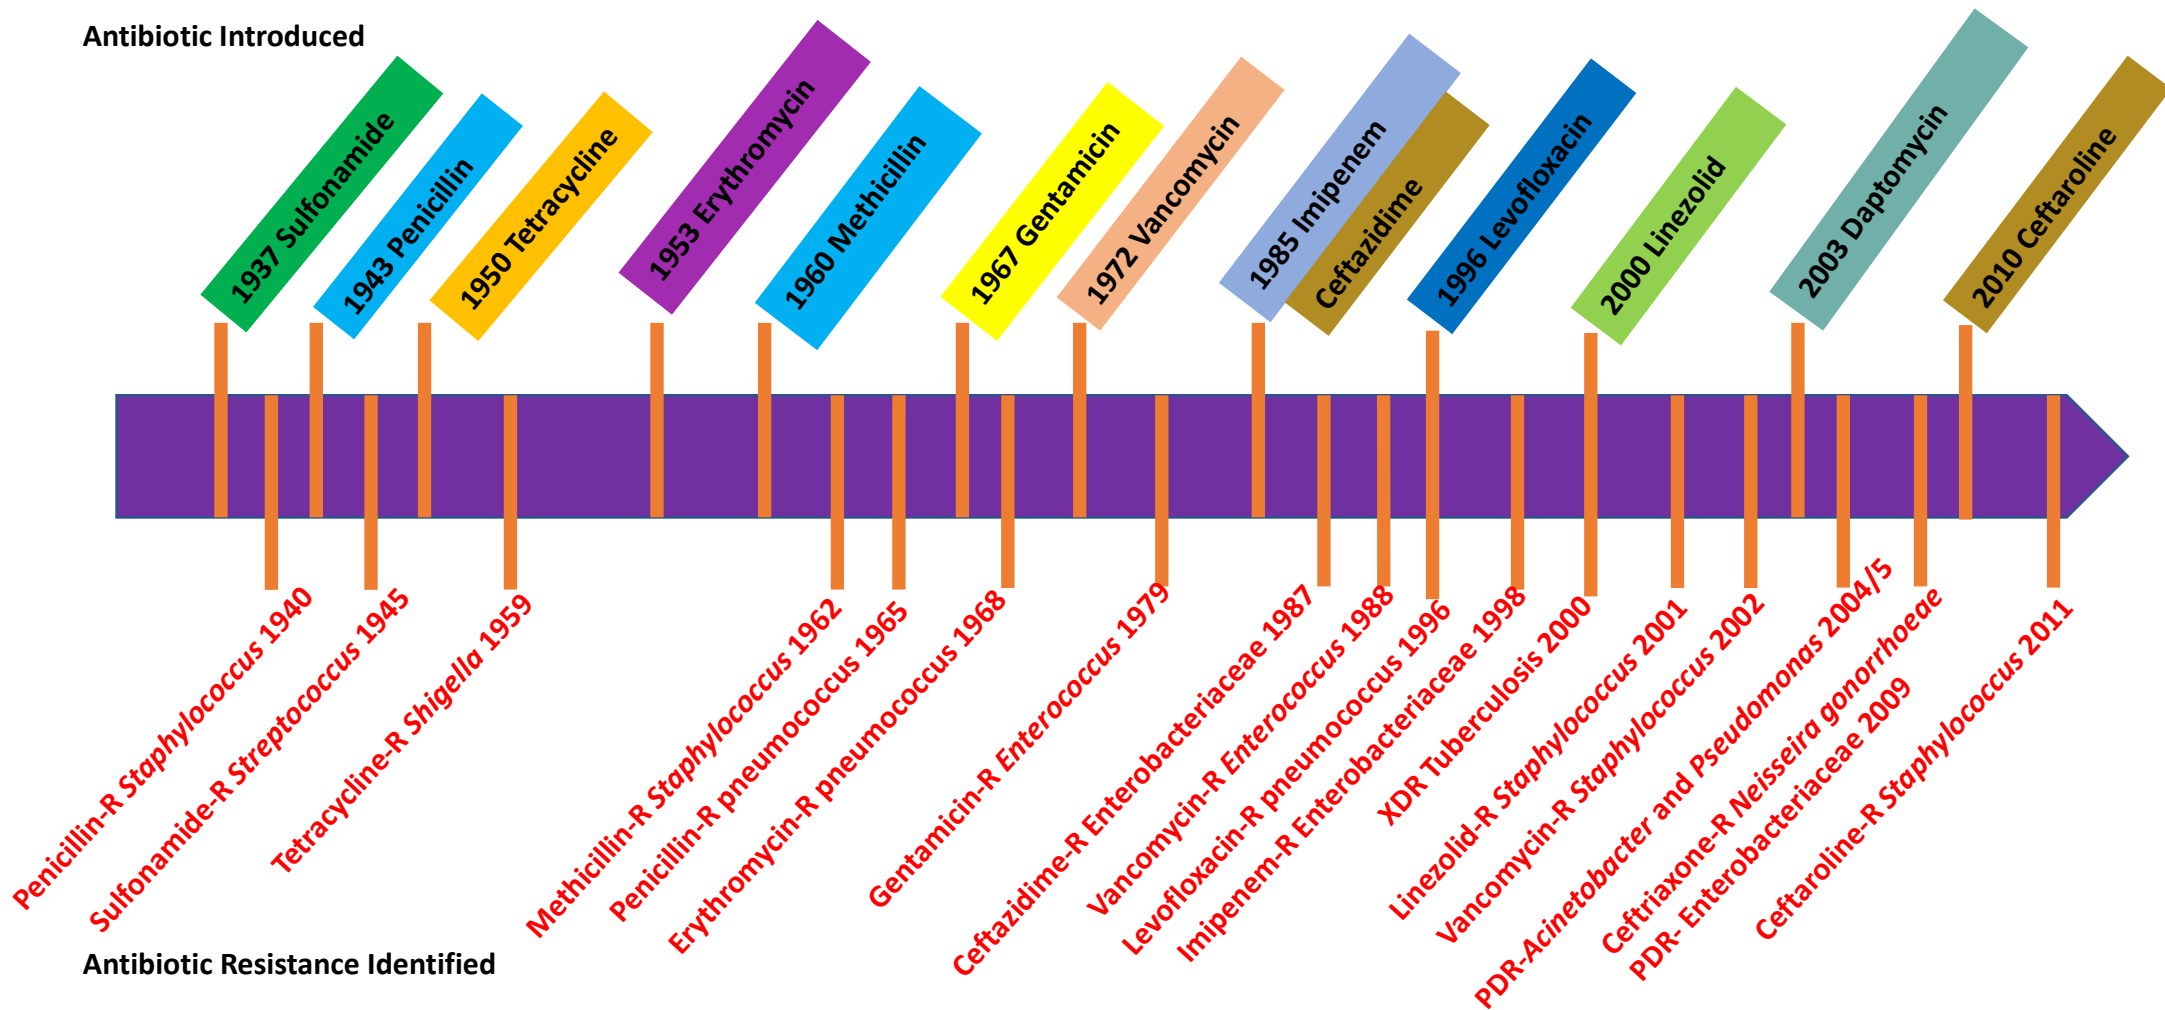 Antibiotic Introduced
1937 Sulfonamide
1943 Penicillin
1950 Tetracycline
1953 Erythromycin
1960 Methicillin
1967 Gentamicin
1972 Vancomycin
1985 Imipenem
Ceftazidime
1996 Levofloxacin
2000 Linezolid
2003 Daptomycin
2010 Ceftaroline
Penicillin-R Staphylococcus 1940
Sulfonamide-R Streptococcus 1945
Tetracycline-R Shigella 1959
Methicillin-R Staphylococcus 1962
Penicillin-R pneumococcus 1965
Erythromycin-R pneumococcus 1968
Gentamicin-R Enterococcus 1979
Ceftazidime-R Enterobacteriaceae 1987
Vancomycin-R Enterococcus 1988
Levofloxacin-R pneumococcus 1996
Imipenem-R Enterobacteriaceae 1998
XDR Tuberculosis 2000
Linezolid-R Staphylococcus 2001
Vancomycin-R Staphylococcus 2002
PDR-Acinetobacter and Pseudomonas 2004/5
Ceftriaxone-R Neisseira gonorrhoeae
PDR- Enterobacteriaceae 2009
Ceftaroline-R Staphylococcus 2011
Antibiotic Resistance Identified